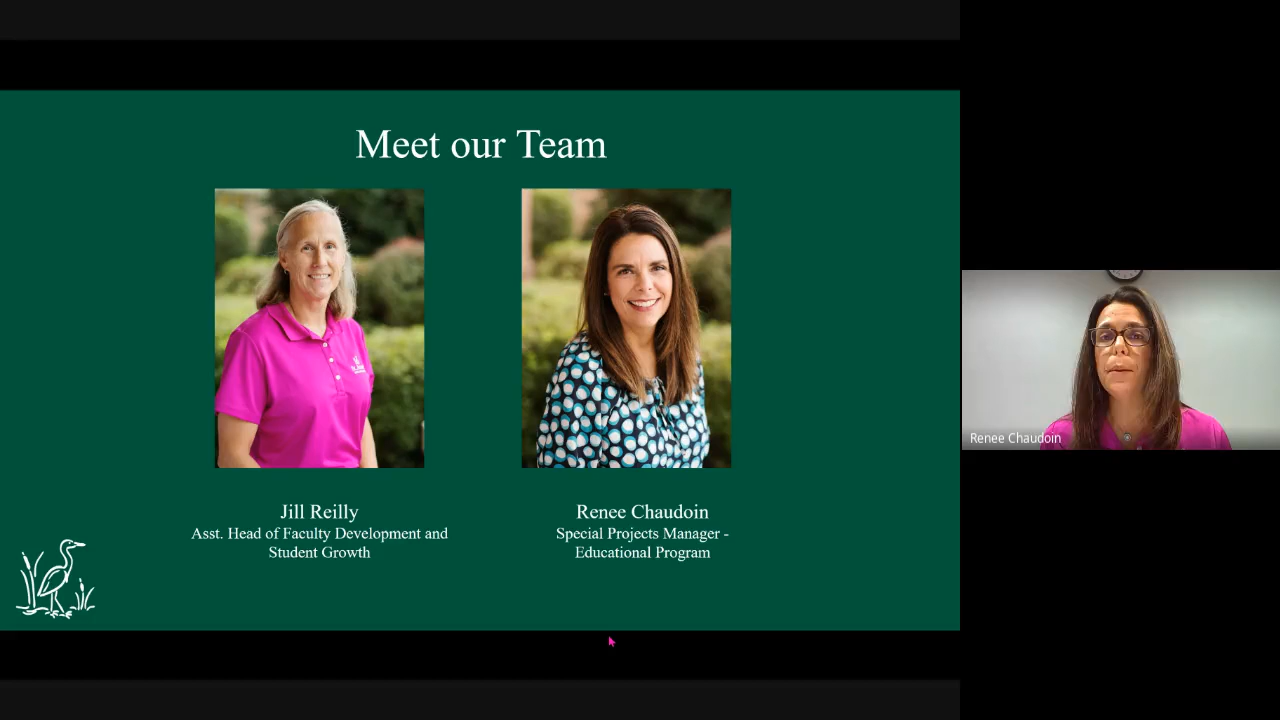 Meet our Team
Jill Reilly
Asst. Head of Faculty Development and
Student Growth
Renee Chaudoin
Special Projects Manager -
Educational Program
Renee Chaudoin